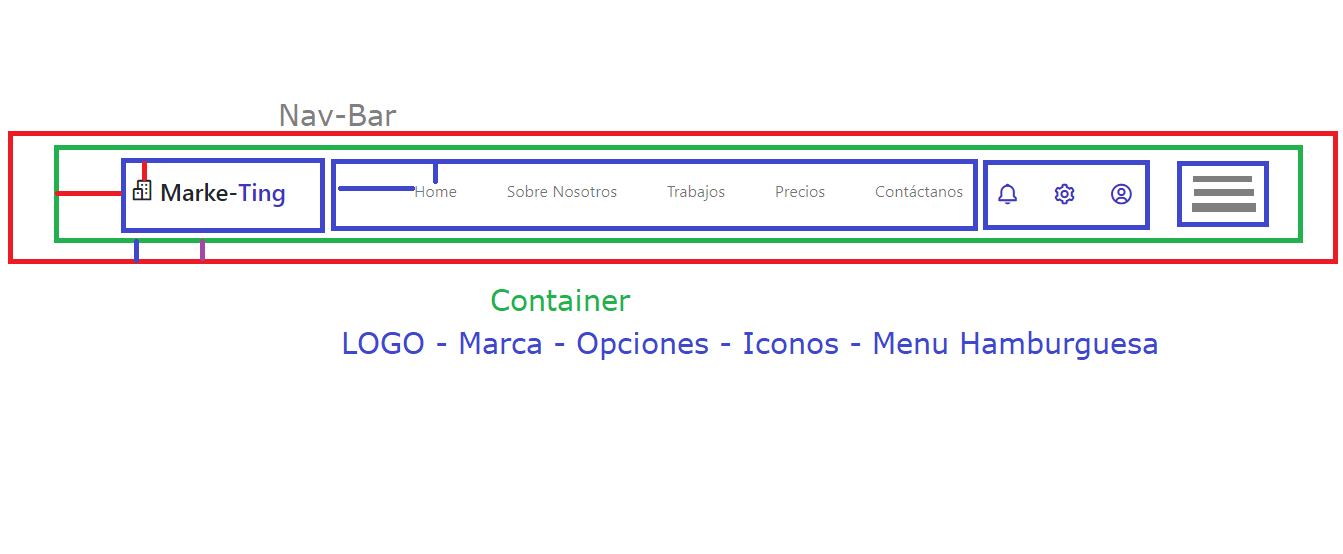 Nav-Bar
Marke-Ting Home Sobre Nosotros Trabajos Precios Contáctanos
Container
LOGO - Marca - Opciones - Iconos - Menu Hamburguesa